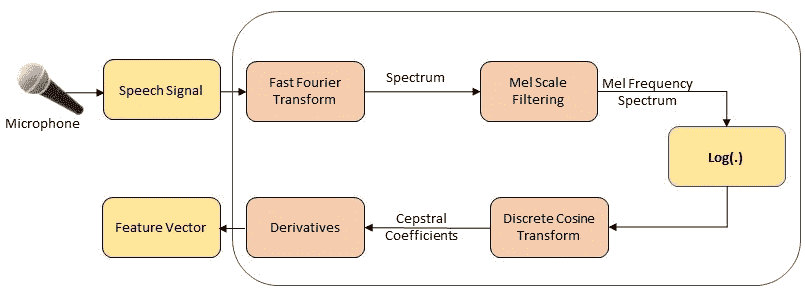 Microphone
Speech Signal
Fast Fourier
Transform
Spectrum
Mel Scale
Filtering
Mel Frequency
Spectrum
Log(.)
Discrete Cosine
Transform
Cepstral
Coefficients
Derivatives
Feature Vector